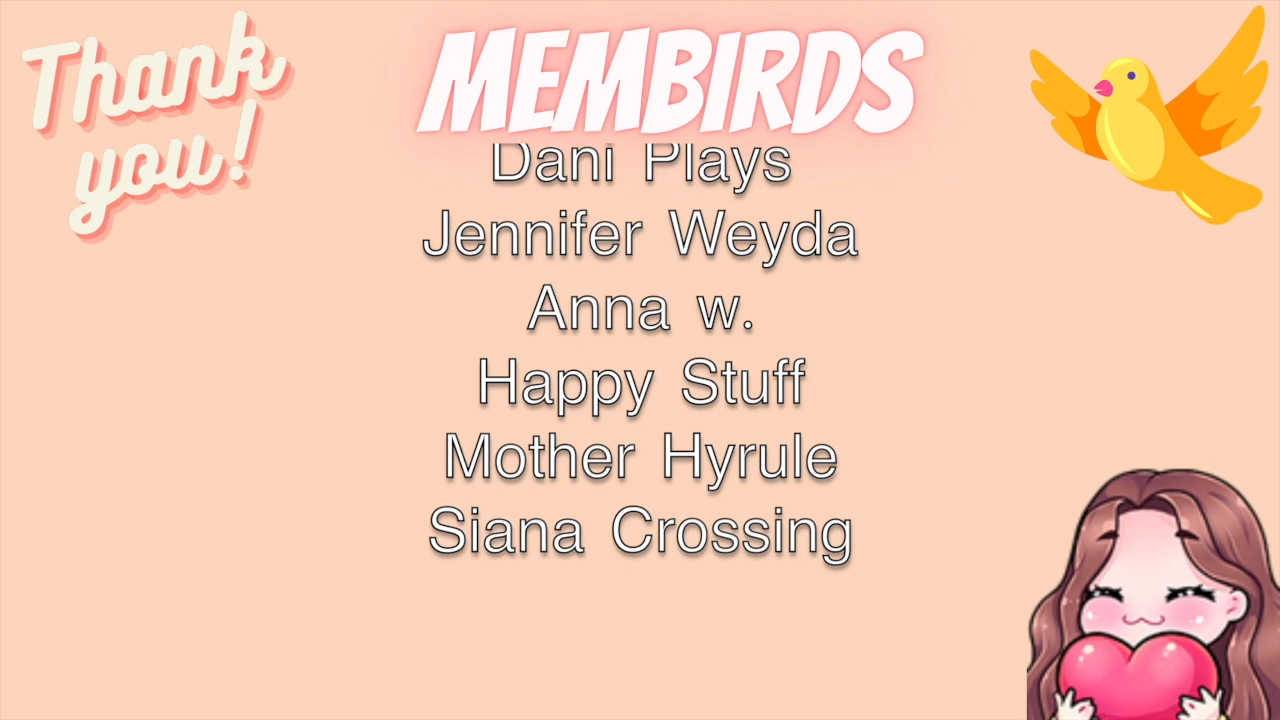 Thank
you!
MEMBIRDS
Dani Plays
Jennifer Weyda
Anna w.
Happy Stuff
Mother Hyrule
Siana Crossing